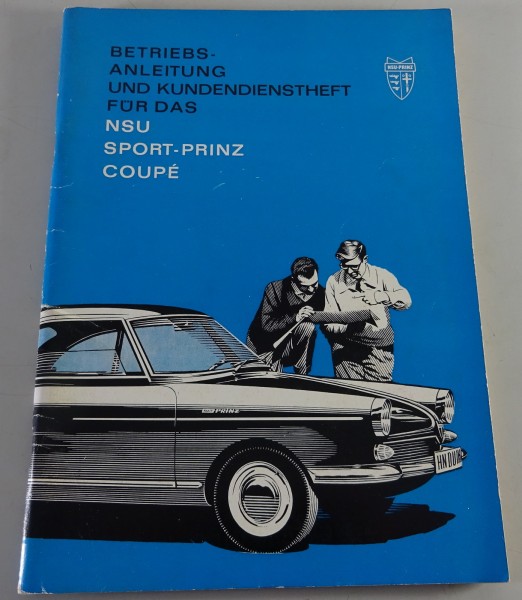 BETRIEBS-
ANLEITUNG
UND KUNDENDIENSTHEFT
FÜR DAS
NSU
SPORT-PRINZ
COUPÉ
NSU-PRINZ
PRINZ